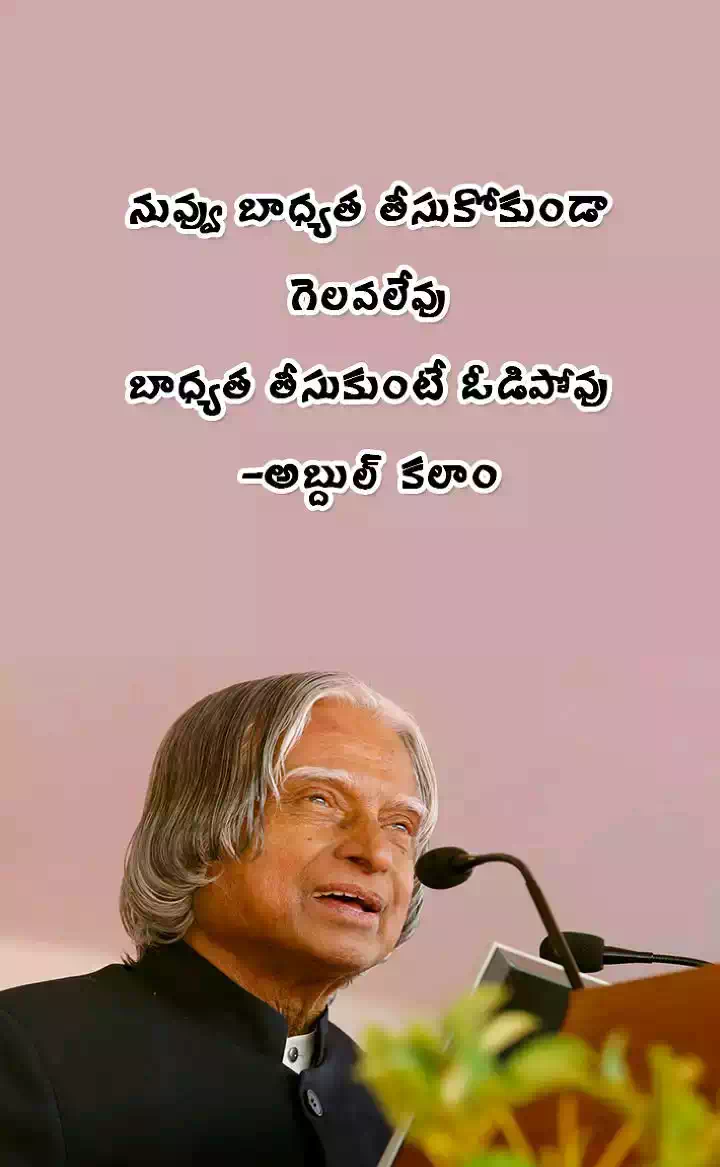 నువ్వు బాధ్యత తీసుకోకుండా
గెలవలేవు
బాధ్యత తీసుకుంటే ఓడిపోవు
-అబ్దుల్ కలాం